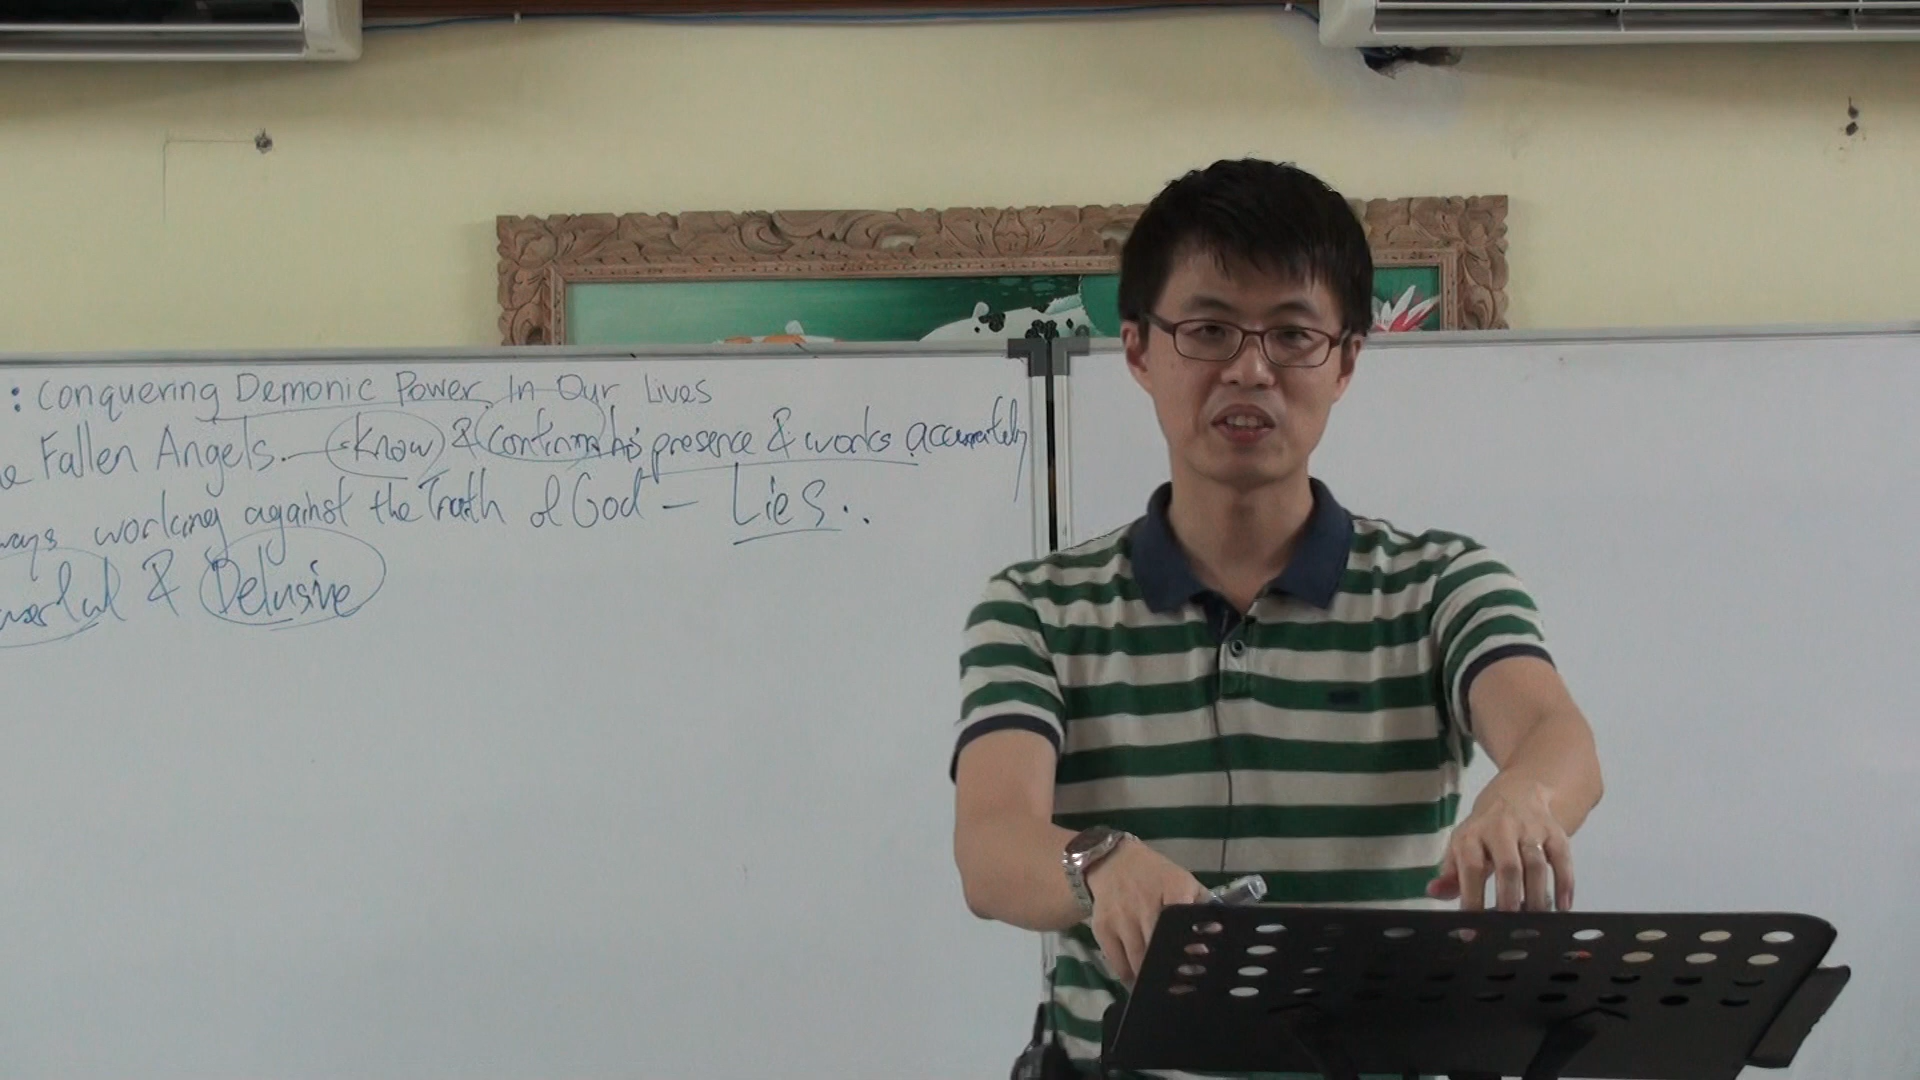 : Conquering Demonic Power In Our Lives
Fallen Angels. - Know & Confirm his presence & works accurately
working against the Truth of God - Lies..
& Delusive